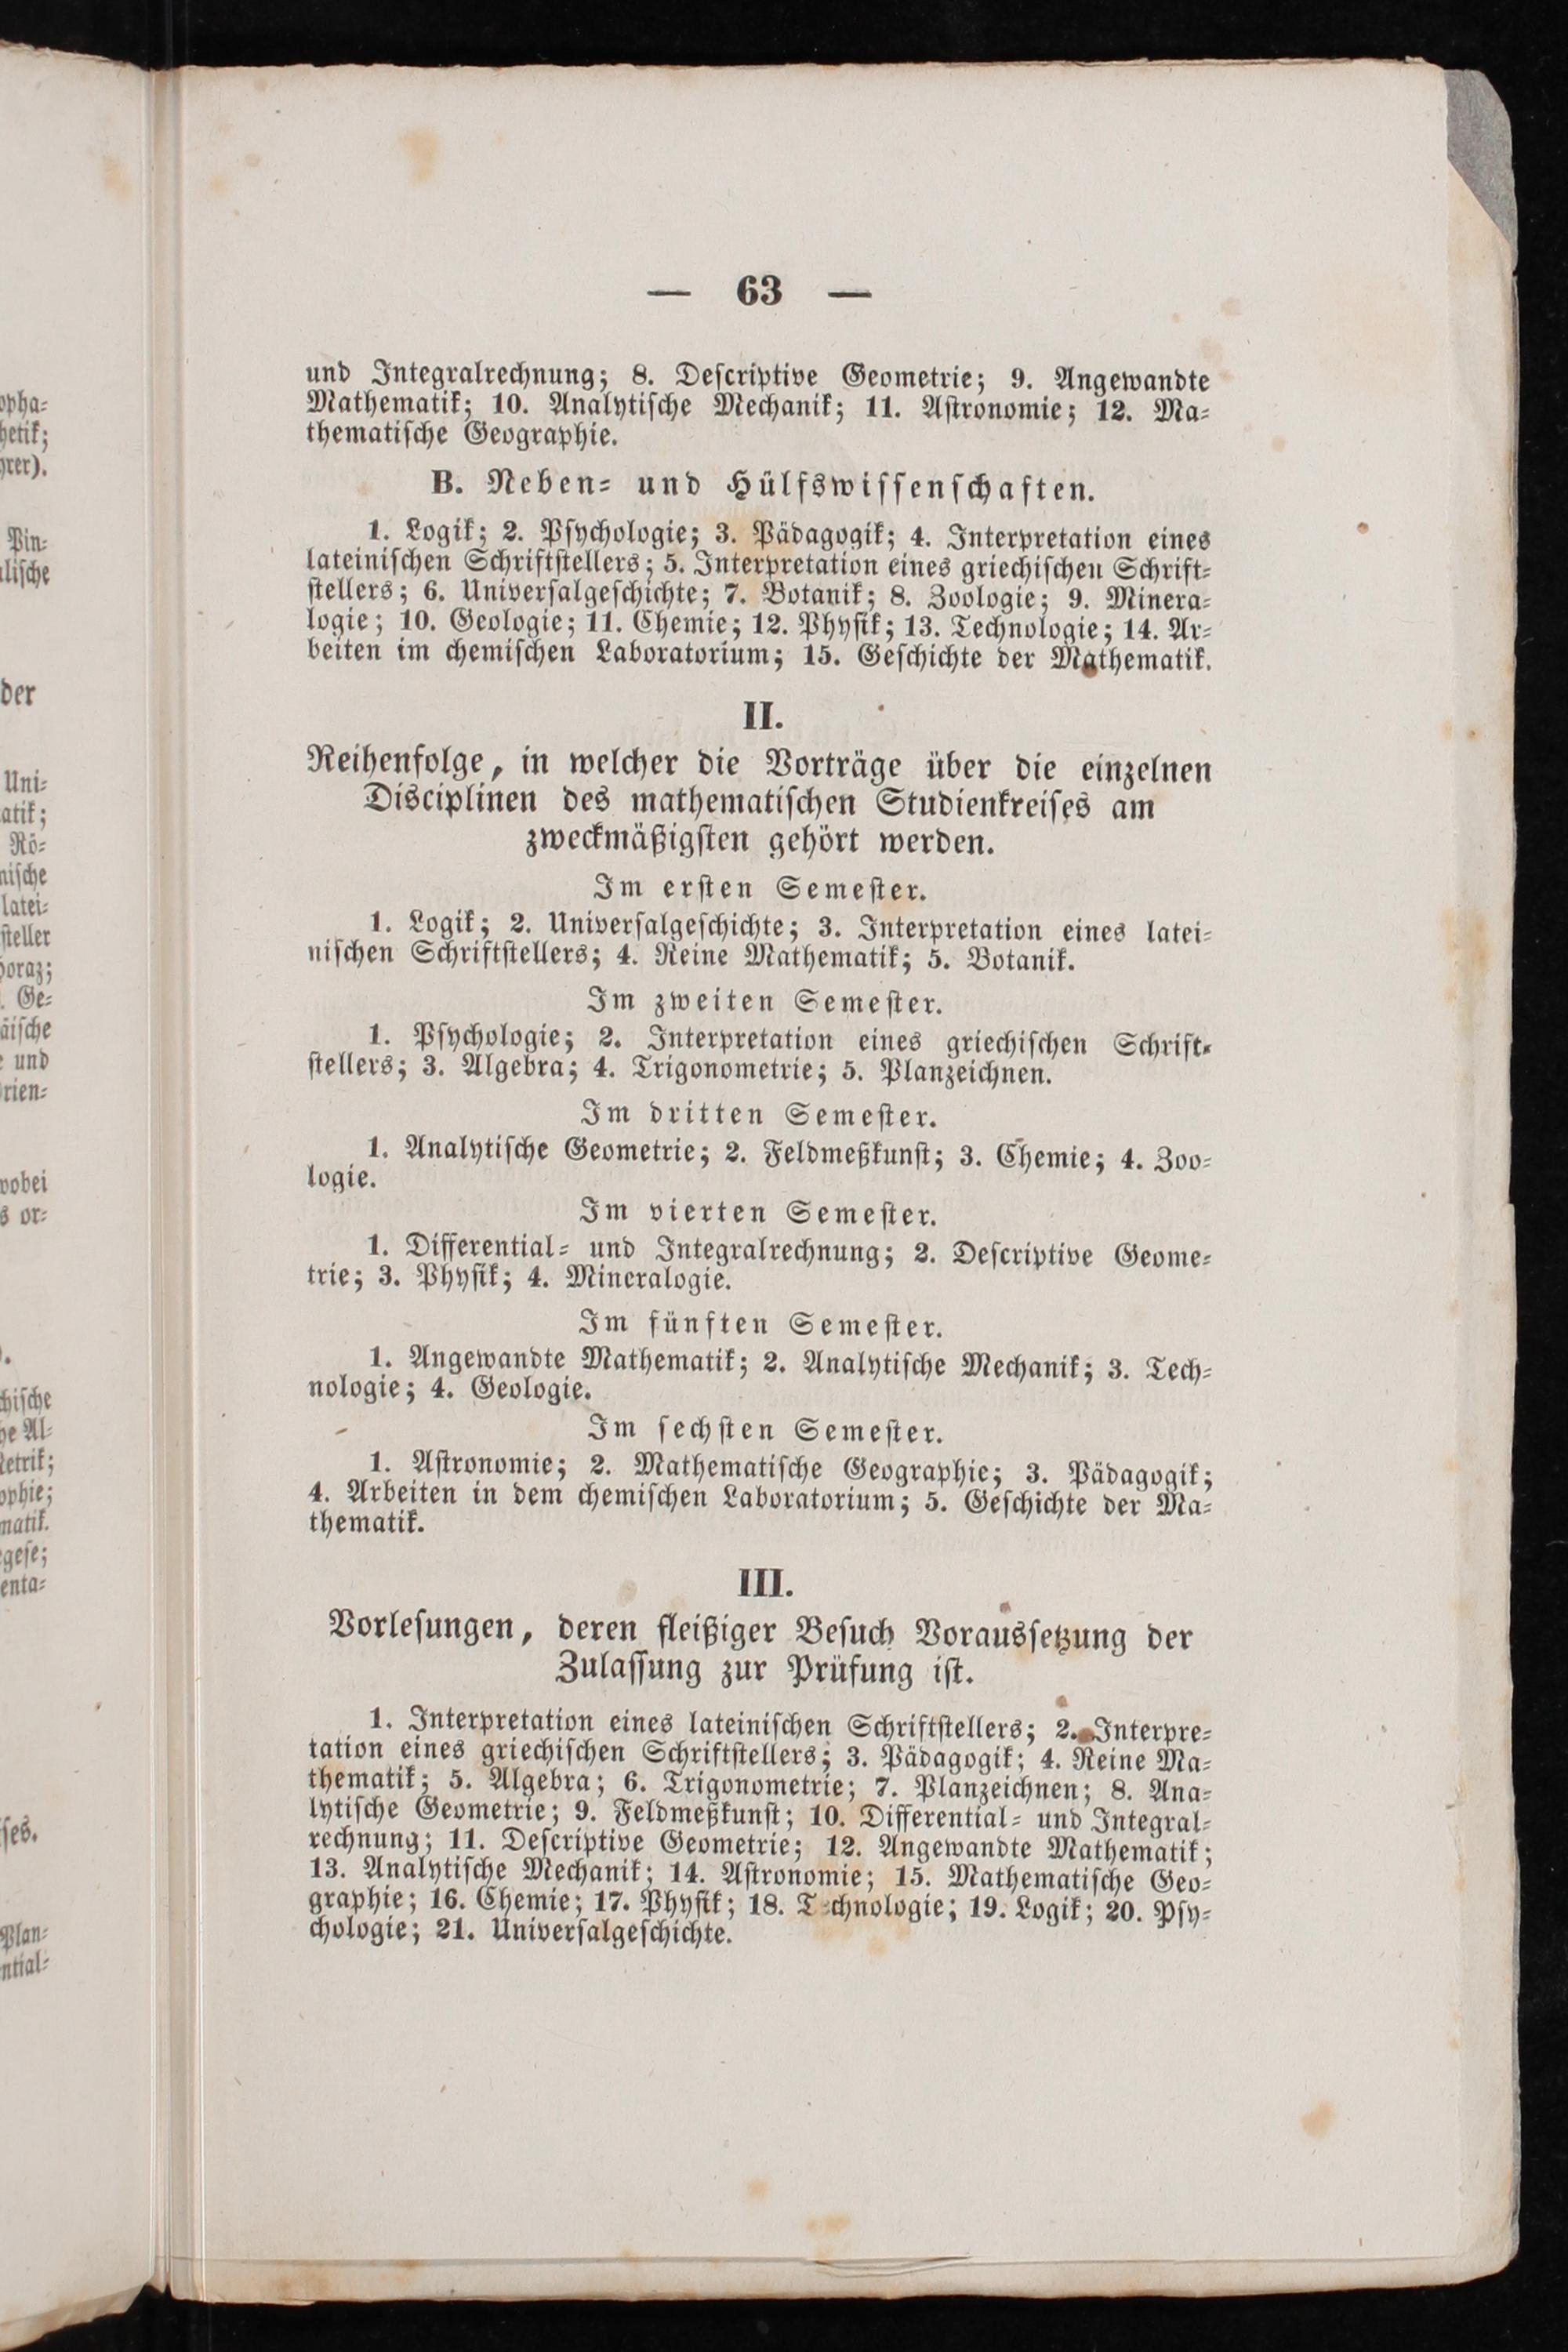 — 63 —
und Integralrechnung; 8. Deſcriptive Geometrie; 9. Angewandte
Mathematik; 10. Analytiſche Mechanik; 11. Aſtronomie; 12. Ma-
thematiſche Geographie.
B. Neben- und Hülfswiſſenſchaften.
1. Logik; 2. Pſychologie; 3. Pädagogik; 4. Interpretation eines
lateiniſchen Schriftſtellers; 5. Interpretation eines griechiſchen Schrift-
ſtellers; 6. Univerſalgeſchichte; 7. Botanik; 8. Zoologie; 9. Minera-
logie; 10. Geologie; 11. Chemie; 12. Phyſik; 13. Technologie; 14. Ar-
beiten im chemiſchen Laboratorium; 15. Geſchichte der Mathematik.
II.
Reihenfolge, in welcher die Vorträge über die einzelnen
Disciplinen des mathematiſchen Studienkreiſes am
zweckmäßigſten gehört werden.
Im erſten Semeſter.
1. Logik; 2. Univerſalgeſchichte; 3. Interpretation eines latei-
niſchen Schriftſtellers; 4. Reine Mathematik; 5. Botanik.
Im zweiten Semeſter.
1. Pſychologie; 2. Interpretation eines griechiſchen Schrift-
ſtellers; 3. Algebra; 4. Trigonometrie; 5. Planzeichnen.
Im dritten Semeſter.
1. Analytiſche Geometrie; 2. Feldmeßkunſt; 3. Chemie; 4. Zoo-
logie.
Im vierten Semeſter.
1. Differential- und Integralrechnung; 2. Deſcriptive Geome-
trie; 3. Phyſik; 4. Mineralogie.
Im fünften Semeſter.
1. Angewandte Mathematik; 2. Analytiſche Mechanik; 3. Tech-
nologie; 4. Geologie.
Im ſechſten Semeſter.
1. Aſtronomie; 2. Mathematiſche Geographie; 3. Pädagogik;
4. Arbeiten in dem chemiſchen Laboratorium; 5. Geſchichte der Ma-
thematik.
III.
Vorleſungen, deren fleißiger Beſuch Vorausſetzung der
Zulaſſung zur Prüfung iſt.
1. Interpretation eines lateiniſchen Schriftſtellers; 2. Interpre-
tation eines griechiſchen Schriftſtellers; 3. Pädagogik; 4. Reine Ma-
thematik; 5. Algebra; 6. Trigonometrie; 7. Planzeichnen; 8. Ana-
lytiſche Geometrie; 9. Feldmeßkunſt; 10. Differential- und Integral-
rechnung; 11. Deſcriptive Geometrie; 12. Angewandte Mathematik;
13. Analytiſche Mechanik; 14. Aſtronomie; 15. Mathematiſche Geo-
graphie; 16. Chemie; 17. Phyſik; 18. Technologie; 19. Logik; 20. Pſy-
chologie; 21. Univerſalgeſchichte.